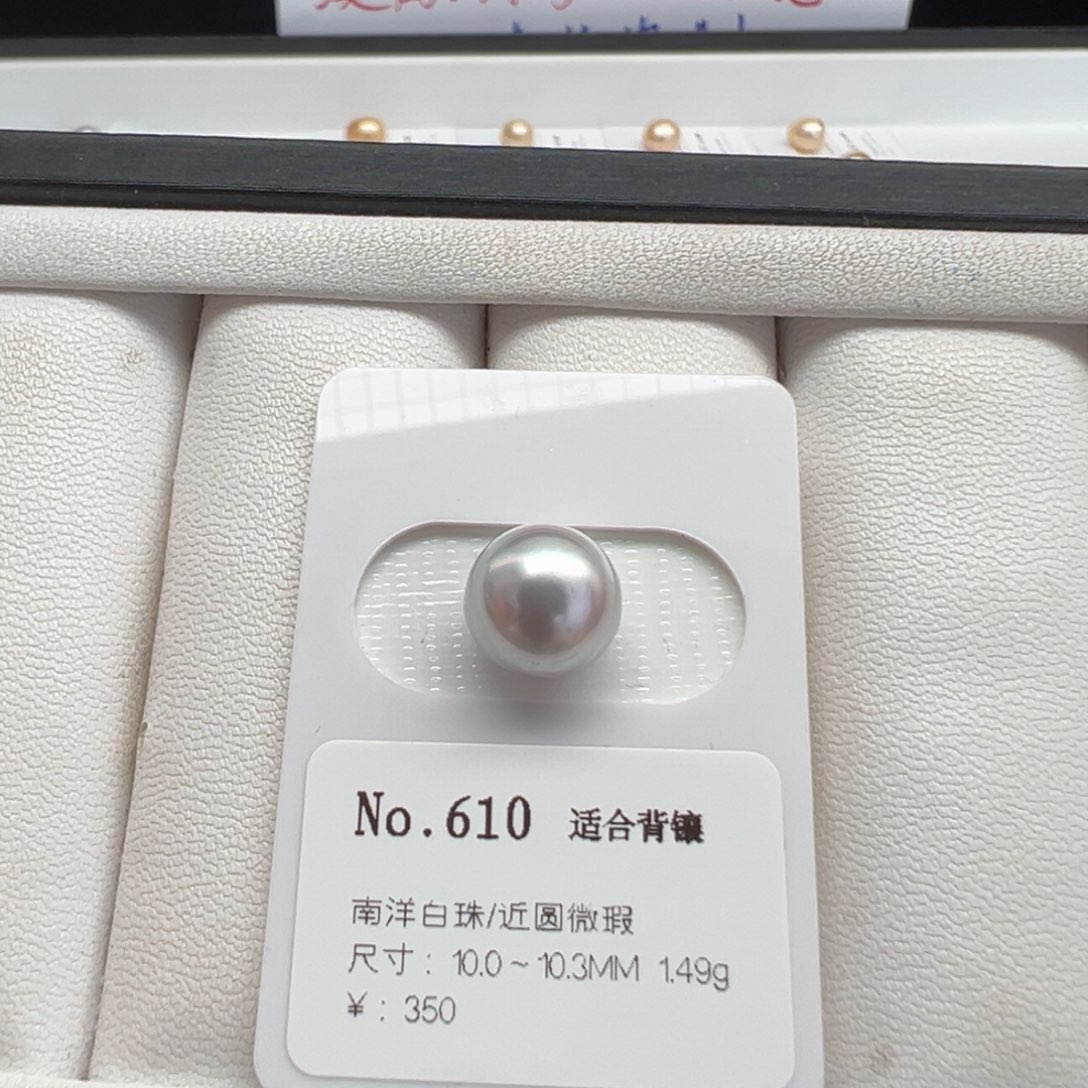 No.610 适合背镶
南洋白珠/近圆微瑕
尺寸：10.0~10.3MM 1.49g
¥：350